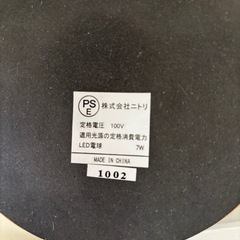 PS
E
株式会社ニトリ
定格電圧 100V
適用光源の定格消費電力
LED電球 7W
MADE IN CHINA
1002